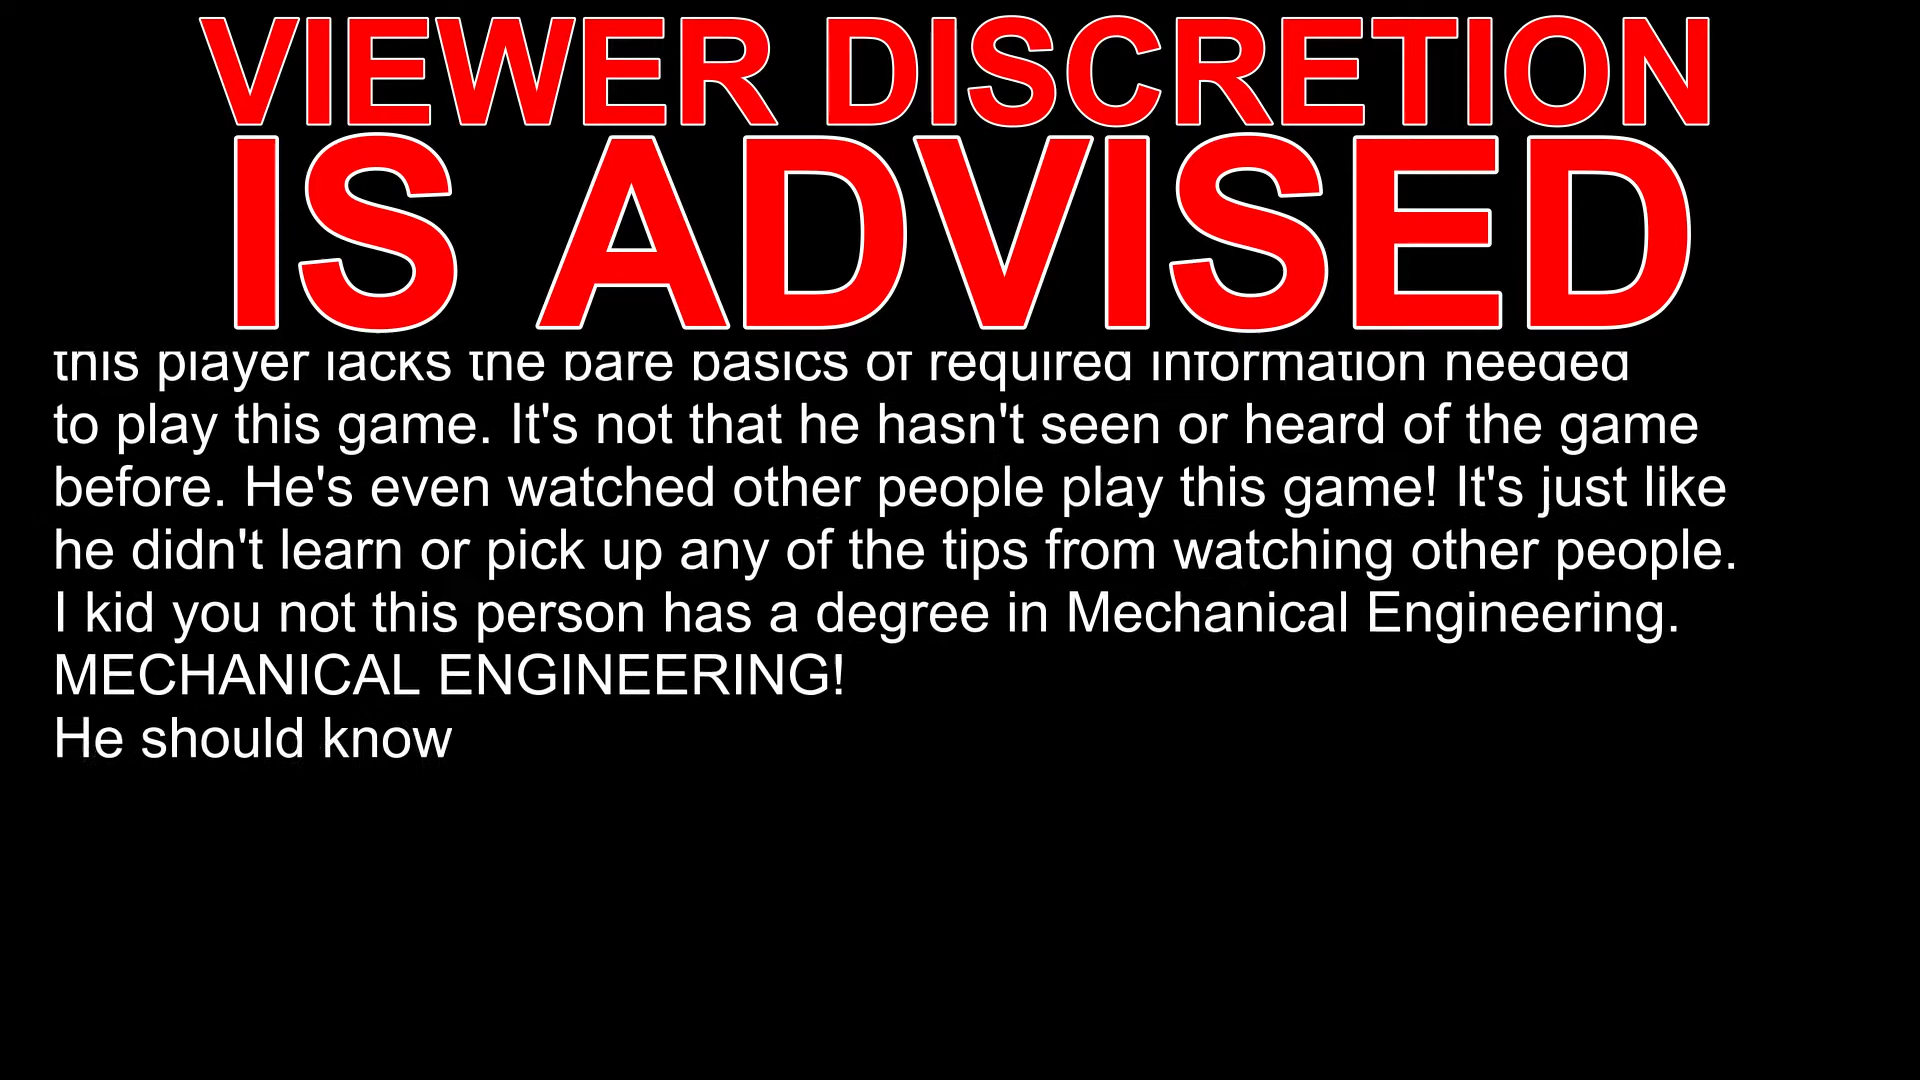 VIEWER DISCRETION
IS ADVISED
this player lacks the bare basics of required information needed
to play this game. It's not that he hasn't seen or heard of the game
before. He's even watched other people play this game! It's just like
he didn't learn or pick up any of the tips from watching other people.
I kid you not this person has a degree in Mechanical Engineering.
MECHANICAL ENGINEERING!
He should know